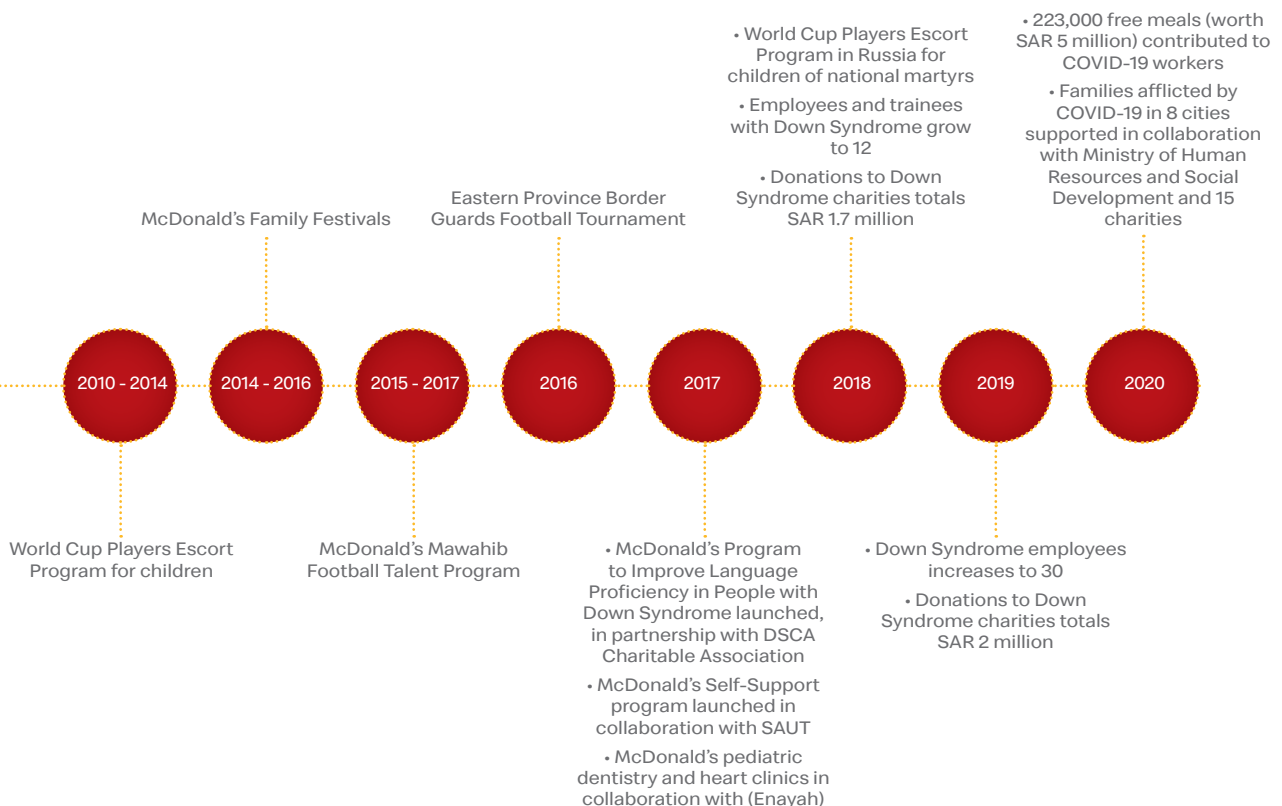 • World Cup Players Escort
Program in Russia for
children of national martyrs
• Employees and trainees
with Down Syndrome grow
to 12
• Donations to Down
Syndrome charities totals
SAR 1.7 million
• 223,000 free meals (worth
SAR 5 million) contributed to
COVID-19 workers
• Families afflicted by
COVID-19 in 8 cities
supported in collaboration
with Ministry of Human
Resources and Social
Development and 15
charities
McDonald's Family Festivals
Eastern Province Border
Guards Football Tournament
2010 - 2014
2014 - 2016
2015 - 2017
2016
2017
2018
2019
2020
World Cup Players Escort
Program for children
McDonald's Mawahib
Football Talent Program
• McDonald's Program
to Improve Language
Proficiency in People with
Down Syndrome launched,
in partnership with DSCA
Charitable Association
• McDonald's Self-Support
program launched in
collaboration with SAUT
• McDonald's pediatric
dentistry and heart clinics in
collaboration with (Enayah)
• Down Syndrome employees
increases to 30
• Donations to Down
Syndrome charities totals
SAR 2 million